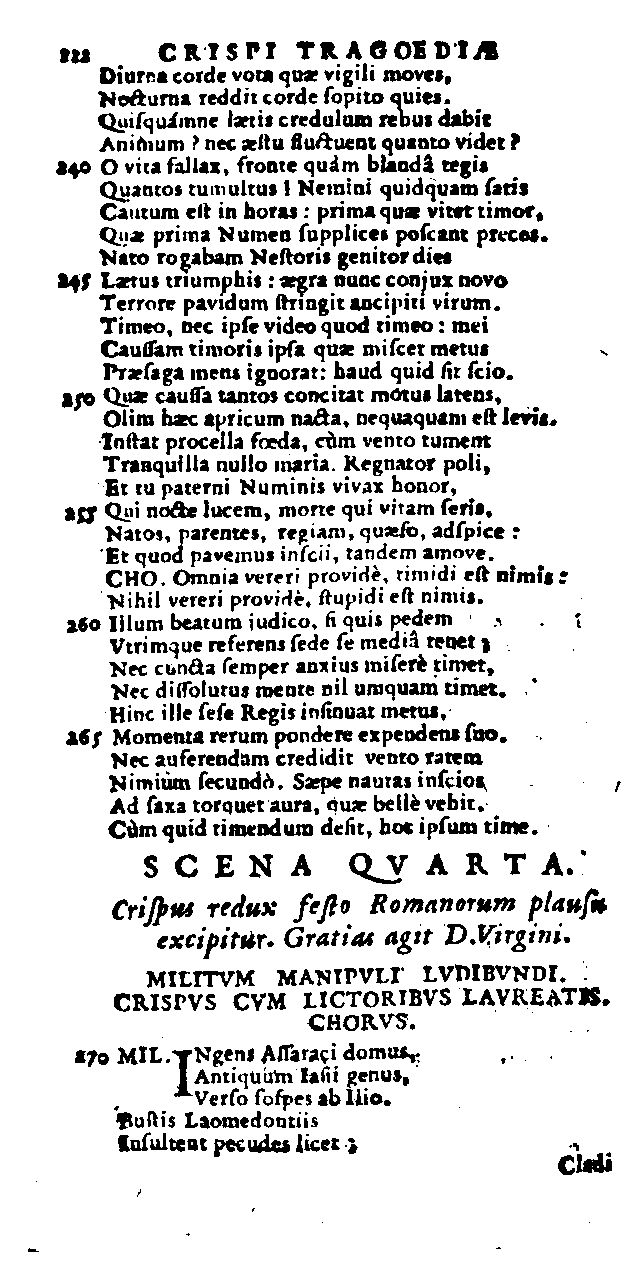 222 CRISPI TRAGOEDIÆ
Diurna corde vota quæ vigili moves,
Nocturna reddit corde sopito quies.
Quisquámne lætis credulum rebus dabit
Animum ? nec æstu fluctuent quanto videt ?
240 O vita fallax, fronte quám blandâ tegis
Quantos tumultus ! Nemini quidquam satis
Cautum est in horas : prima quæ vitet timor,
Quæ prima Numen supplices poscant preces.
Nato rogabam Nestoris genitor dies
245 Lætus triumphis : ægra nunc conjux novo
Terrore pavidum stringit ancipiti virum.
Timeo, nec ipse video quod timeo : mei
Caussam timoris ipsa quæ miscet metus
Præsaga mens ignorat: haud quid sit scio.
250 Quæ caussa tantos concitat motus latens,
Olim hæc apricum nacta, nequaquam est levis.
Instat procella fœda, cùm vento tument
Tranquilla nullo maria. Regnator poli,
Et tu paterni Numinis vivax honor,
255 Qui nocte lucem, morte qui vitam seris,
Natos, parentes, regiam, quæso, adspice :
Et quod pavemus inscii, tandem amove.
CHO. Omnia vereri providè, timidi est nimis :
Nihil vereri providè, stupidi est nimis.
260 Illum beatum judico, si quis pedem
Vtrimque referens sede se mediâ tenet ;
Nec cuncta semper anxius miserè timet,
Nec dissolutus mente nil umquam timet.
Hinc ille sese Regis insinuat metus,
265 Momenta rerum pondere expendens suo.
Nec auferendam credidit vento ratem
Nimiùm secundò. Sæpe nautas inscios
Ad saxa torquet aura, quæ bellè vehit.
Cùm quid timendum desit, hoc ipsum time.
SCENA QVARTA.
Crispus redux festo Romanorum plausu
excipitur. Gratias agit D.Virgini.
MILITVM MANIPVLI LVDIBVNDI.
CRISPVS CVM LICTORIBVS LAVREATIS.
CHORVS.
270 MIL. INgens Assaraçi domus,
Antiquùm Iasii genus,
Verso sospes ab Ilio.
Bustis Laomedontiis
Insultent pecudes licet ;
Cladi